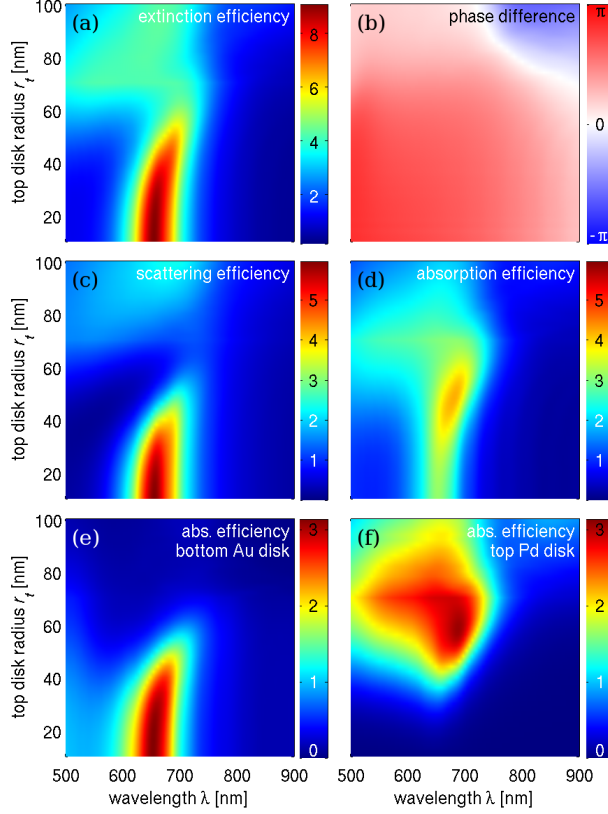 (a) extinction efficiency
(b) phase difference
top disk radius r_t [nm]
100
80
60
40
20
8
6
4
2
π
0
-π
(c) scattering efficiency
(d) absorption efficiency
top disk radius r_t [nm]
100
80
60
40
20
5
4
3
2
1
5
4
3
2
1
(e) abs. efficiency
bottom Au disk
(f) abs. efficiency
top Pd disk
top disk radius r_t [nm]
100
80
60
40
20
3
2
1
0
3
2
1
0
500 600 700 800 900
500 600 700 800 900
wavelength λ [nm]
wavelength λ [nm]